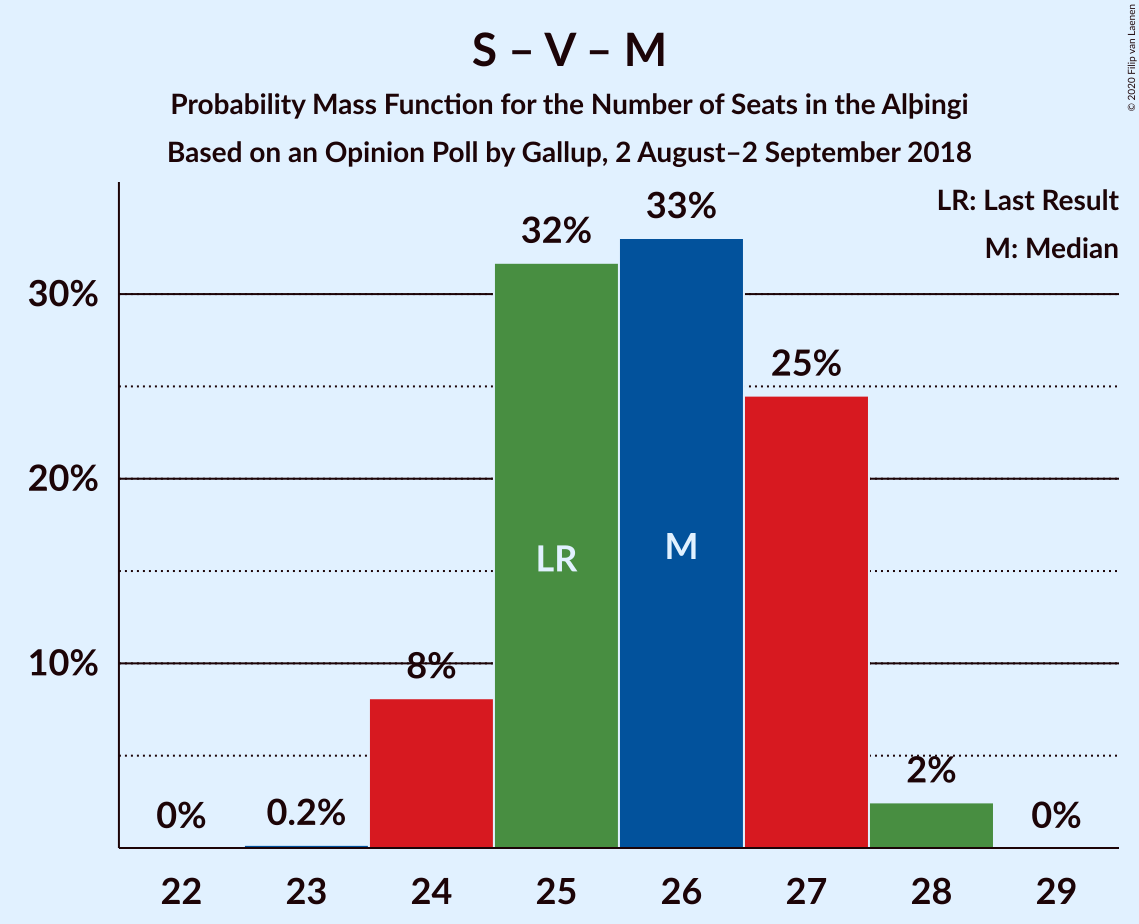 S – V – M
Probability Mass Function for the Number of Seats in the Alþingi
Based on an Opinion Poll by Gallup, 2 August–2 September 2018
© 2020 Filip van Laenen
LR: Last Result
M: Median
33%
32%
30%
25%
20%
LR
M
10%
8%
2%
0%
0.2%
0%
22 23 24 25 26 27 28 29